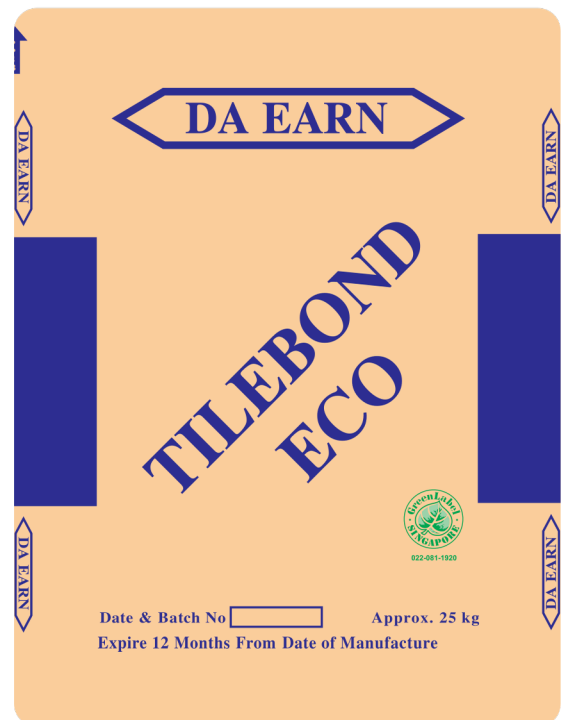 DA EARN
DA EARN
DA EARN
TILEBOND
ECO
GreenLabel
SINGAPORE
022-081-1920
DA EARN
DA EARN
Date & Batch No
Approx. 25 kg
Expire 12 Months From Date of Manufacture